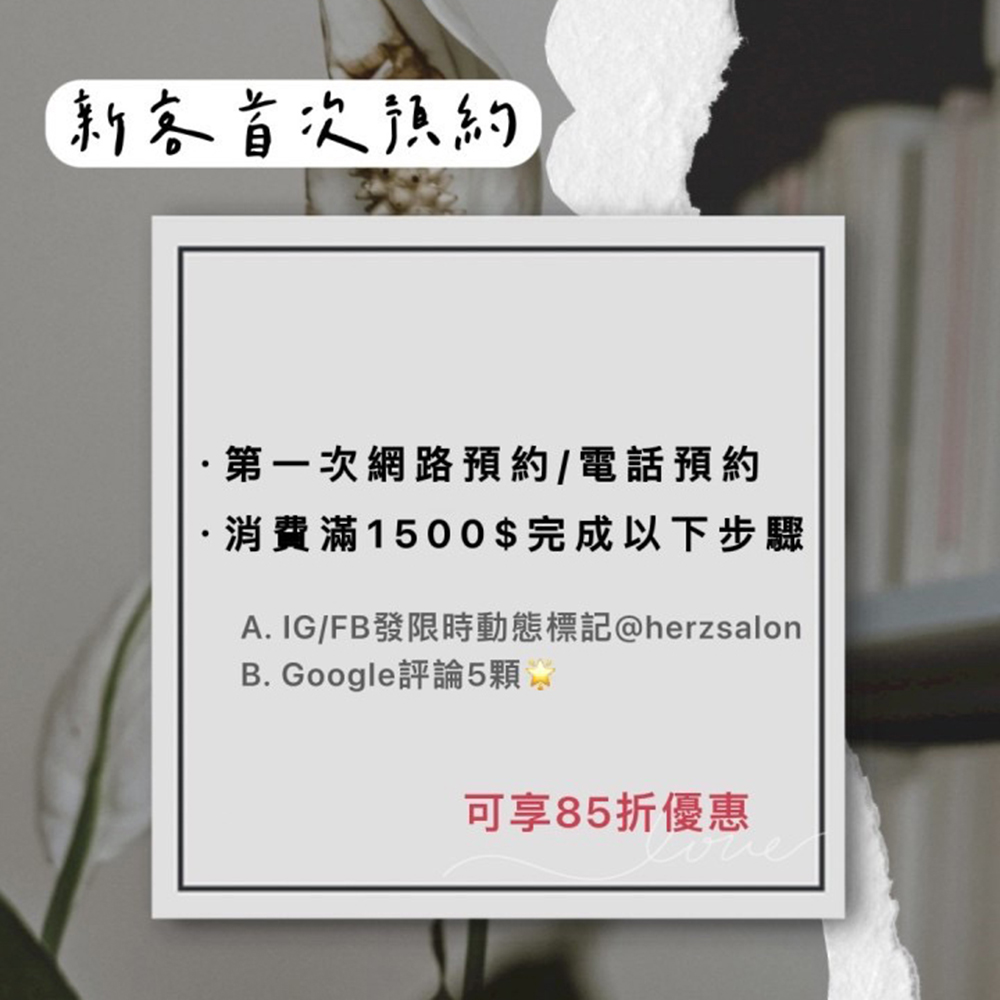 新客首次預約
·第一次網路預約/電話預約
·消費滿1500$完成以下步驟
A. IG/FB發限時動態標記@herzsalon
B. Google評論5顆🌟
可享85折優惠
love